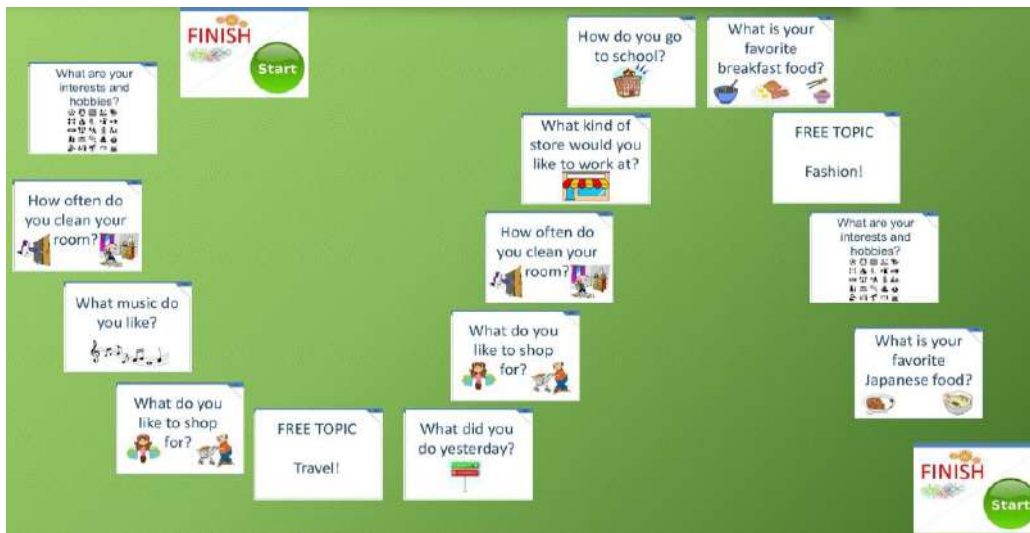 FINISH
Start
What are your
interests and
hobbies?
How often do
you clean your
room?
What music do
you like?
What do you
like to shop
for?
FREE TOPIC
Travel!
What did you
do yesterday?
What do you
like to shop
for?
How often do
you clean your
room?
What kind of
store would you
like to work at?
How do you go
to school?
What is your
favorite
breakfast food?
FREE TOPIC
Fashion!
What are your
interests and
hobbies?
What is your
favorite
Japanese food?
FINISH
Start